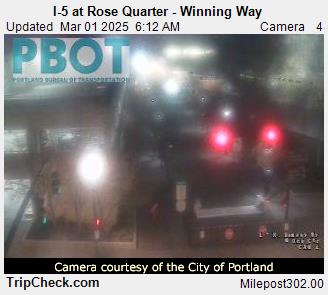 I-5 at Rose Quarter - Winning Way
Updated Mar 01 2025 6:12 AM Camera 4
PBOT
PORTLAND BUREAU OF TRANSPORTATION
Camera courtesy of the City of Portland
TripCheck.com Milepost302.00